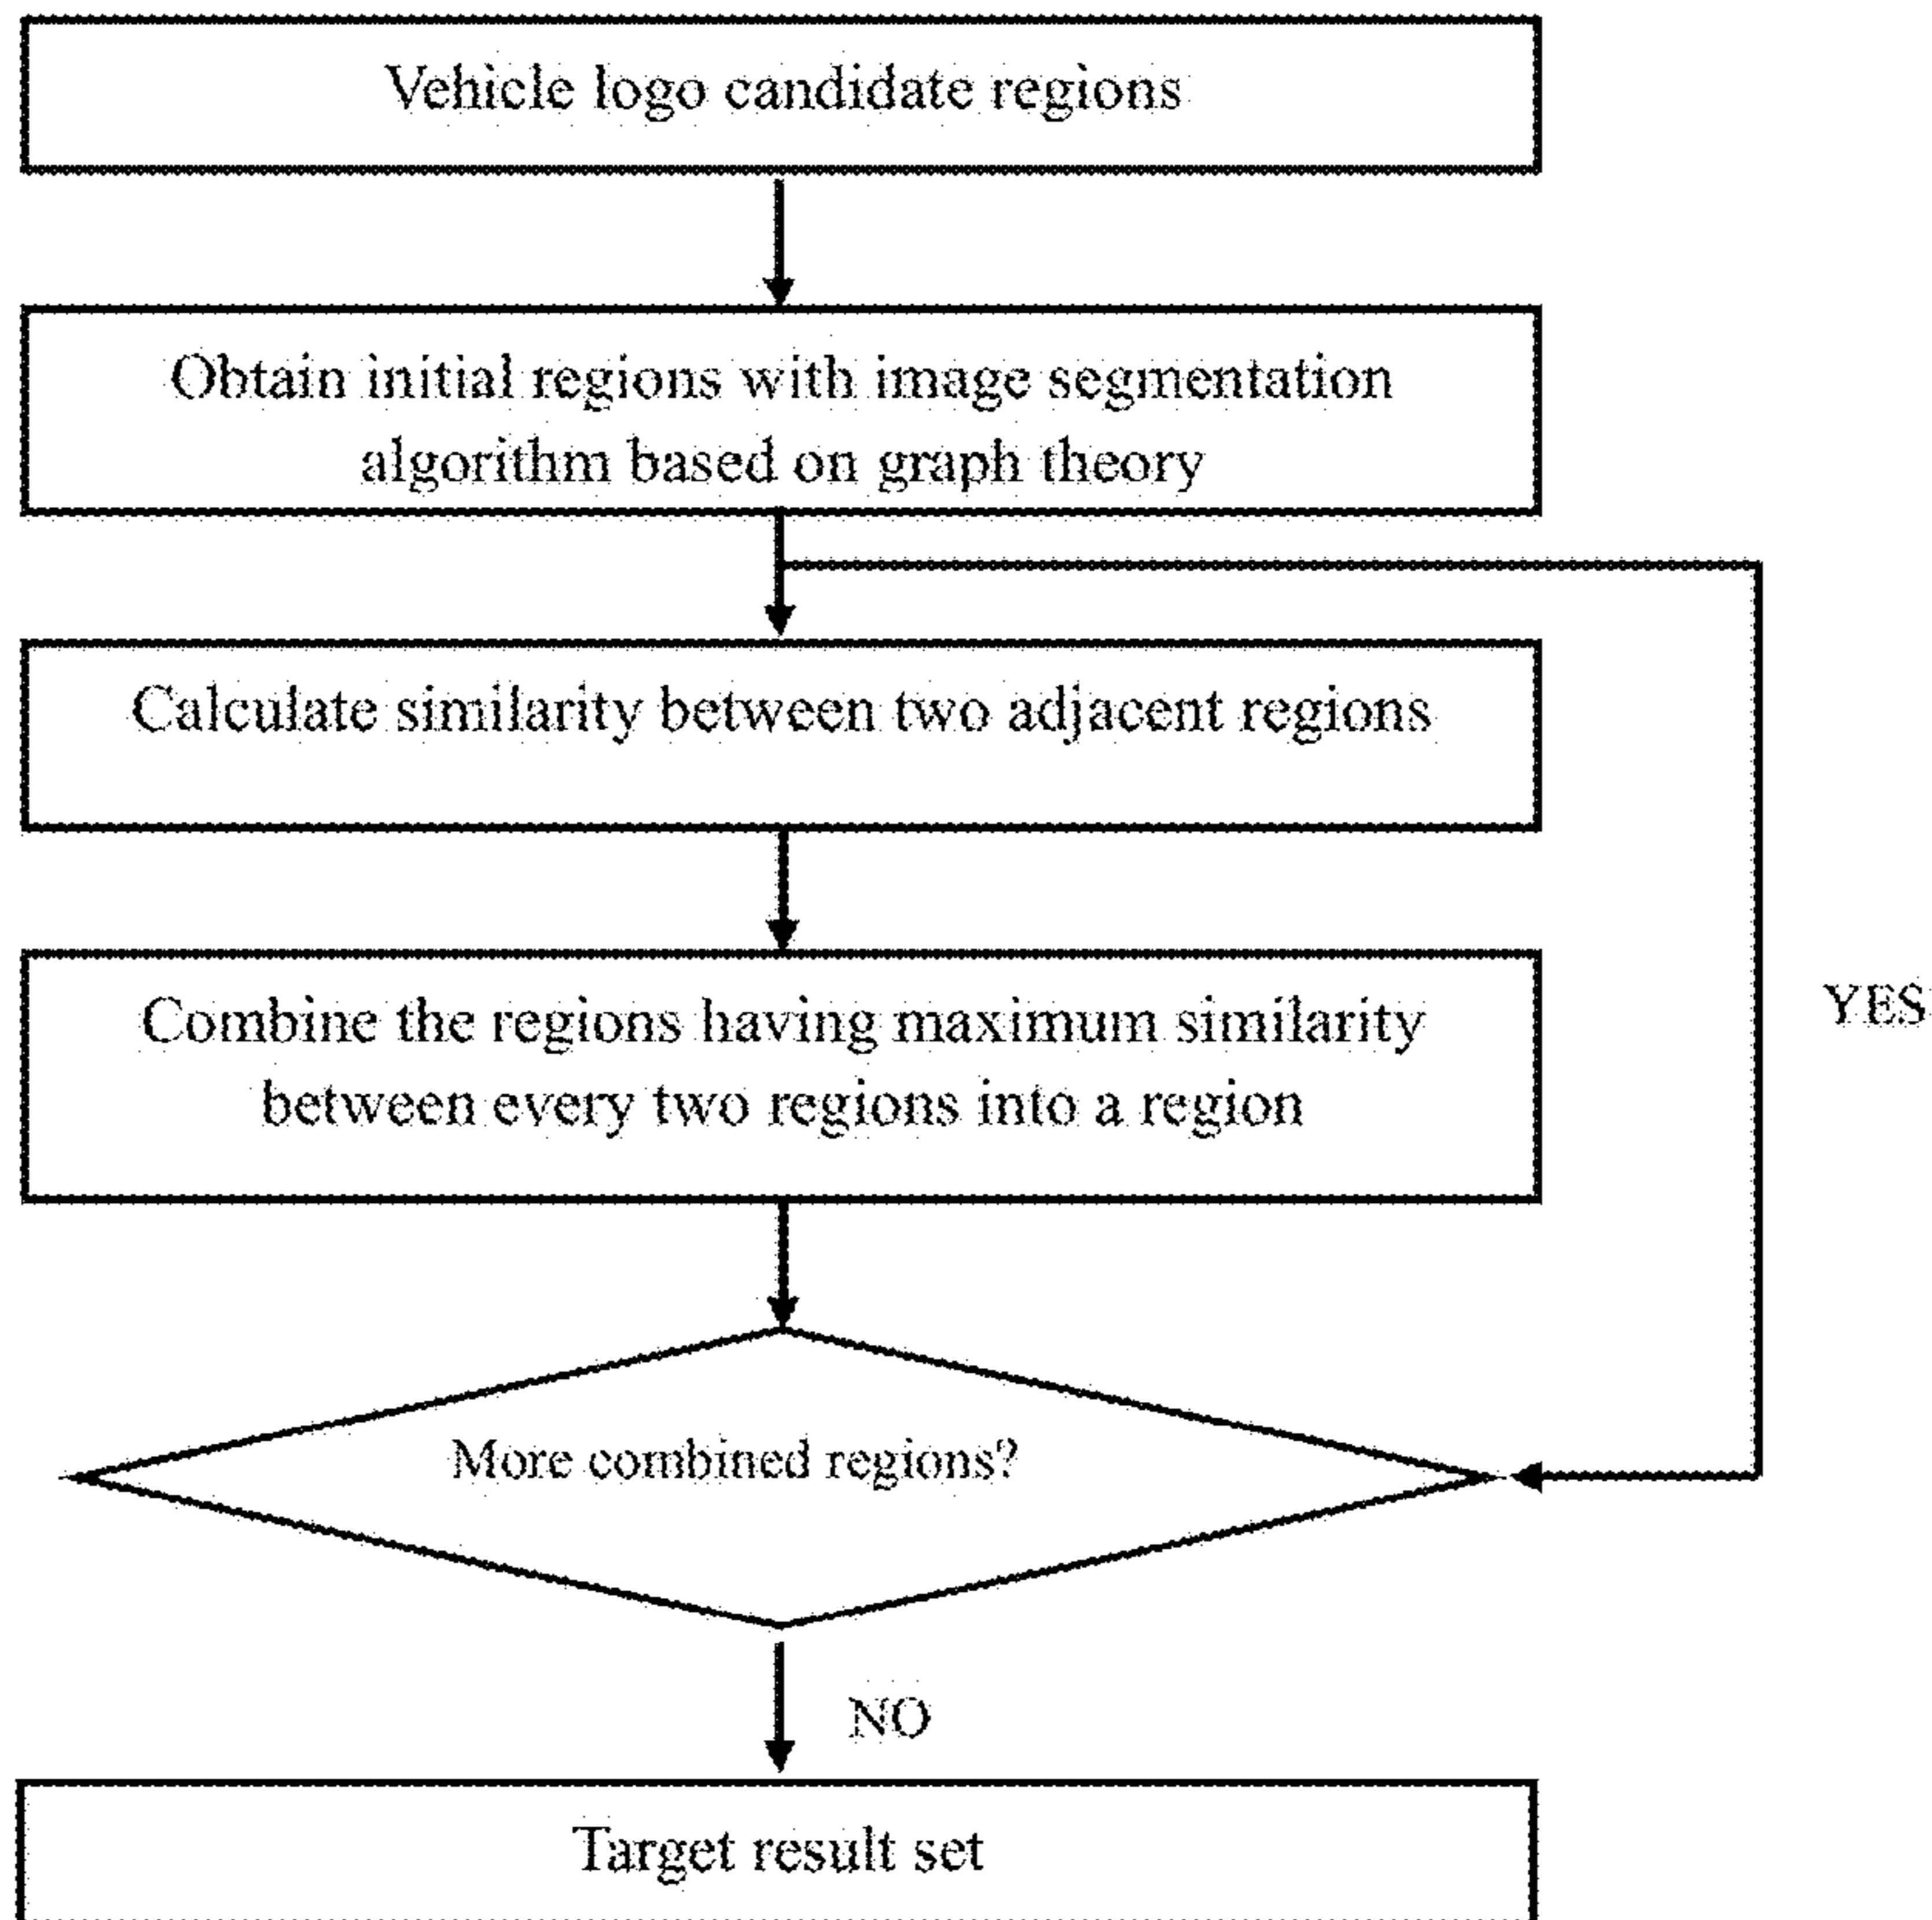 Vehicle logo candidate regions
Obtain initial regions with image segmentation
algorithm based on graph theory
Calculate similarity between two adjacent regions
Combine the regions having maximum similarity
between every two regions into a region
YES
More combined regions?
NO
Target result set